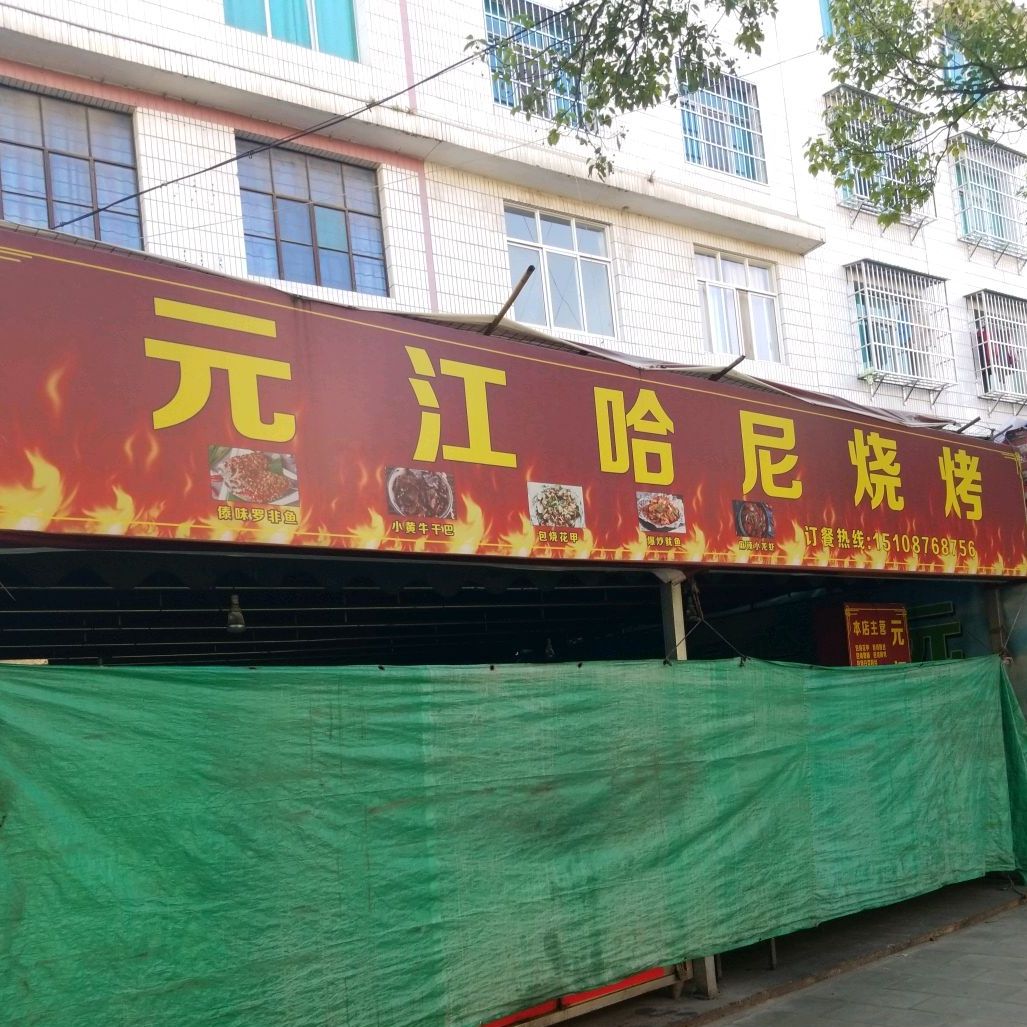 元江哈尼烧烤
傣味罗非鱼
小黄牛干巴
包烧花甲
爆炒鱿鱼
订餐热线:15108768756
本店主营
元